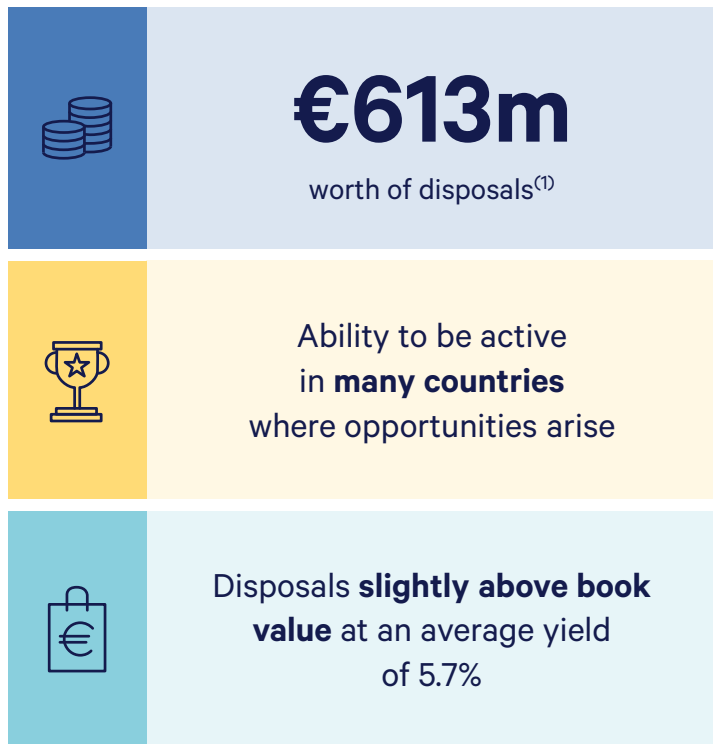 €613m
worth of disposals(1)
Ability to be active
in many countries
where opportunities arise
Disposals slightly above book
value at an average yield
of 5.7%
€